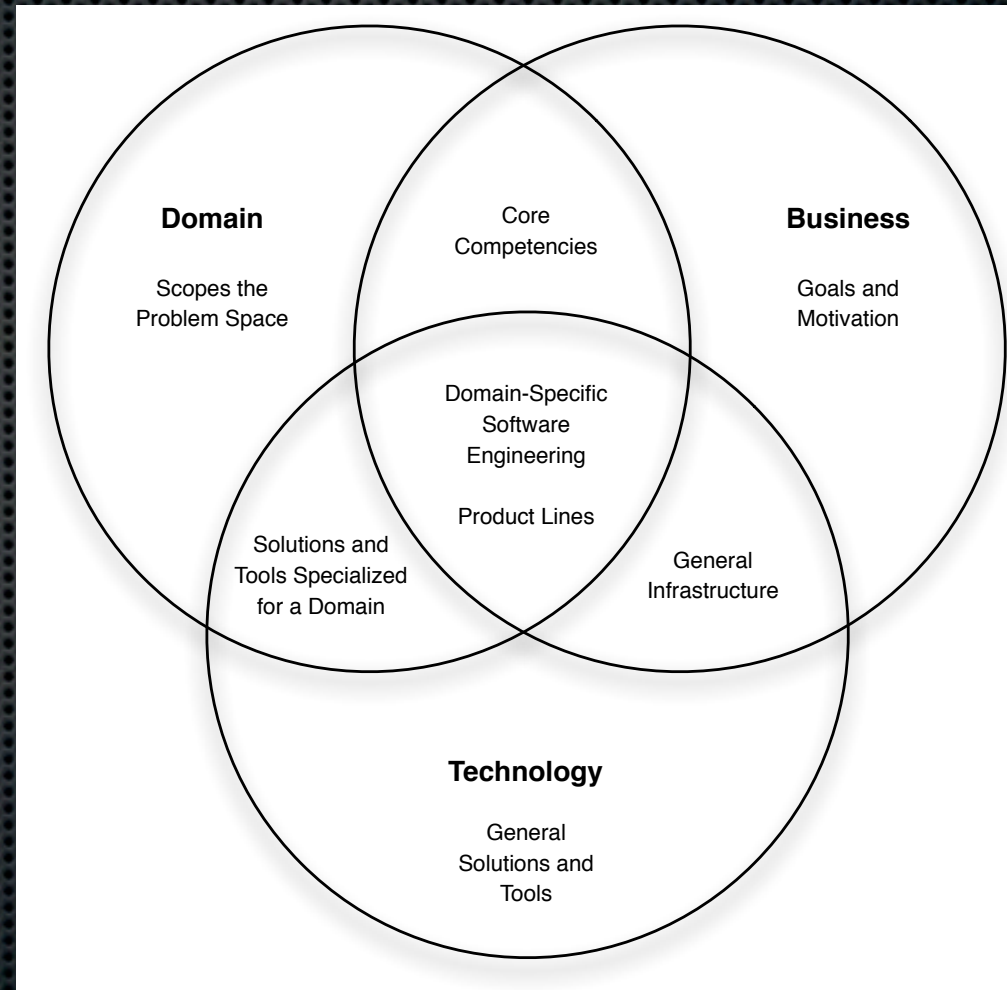 Domain
Scopes the
Problem Space
Core
Competencies
Business
Goals and
Motivation
Domain-Specific
Software
Engineering
Product Lines
Solutions and
Tools Specialized
for a Domain
General
Infrastructure
Technology
General
Solutions and
Tools